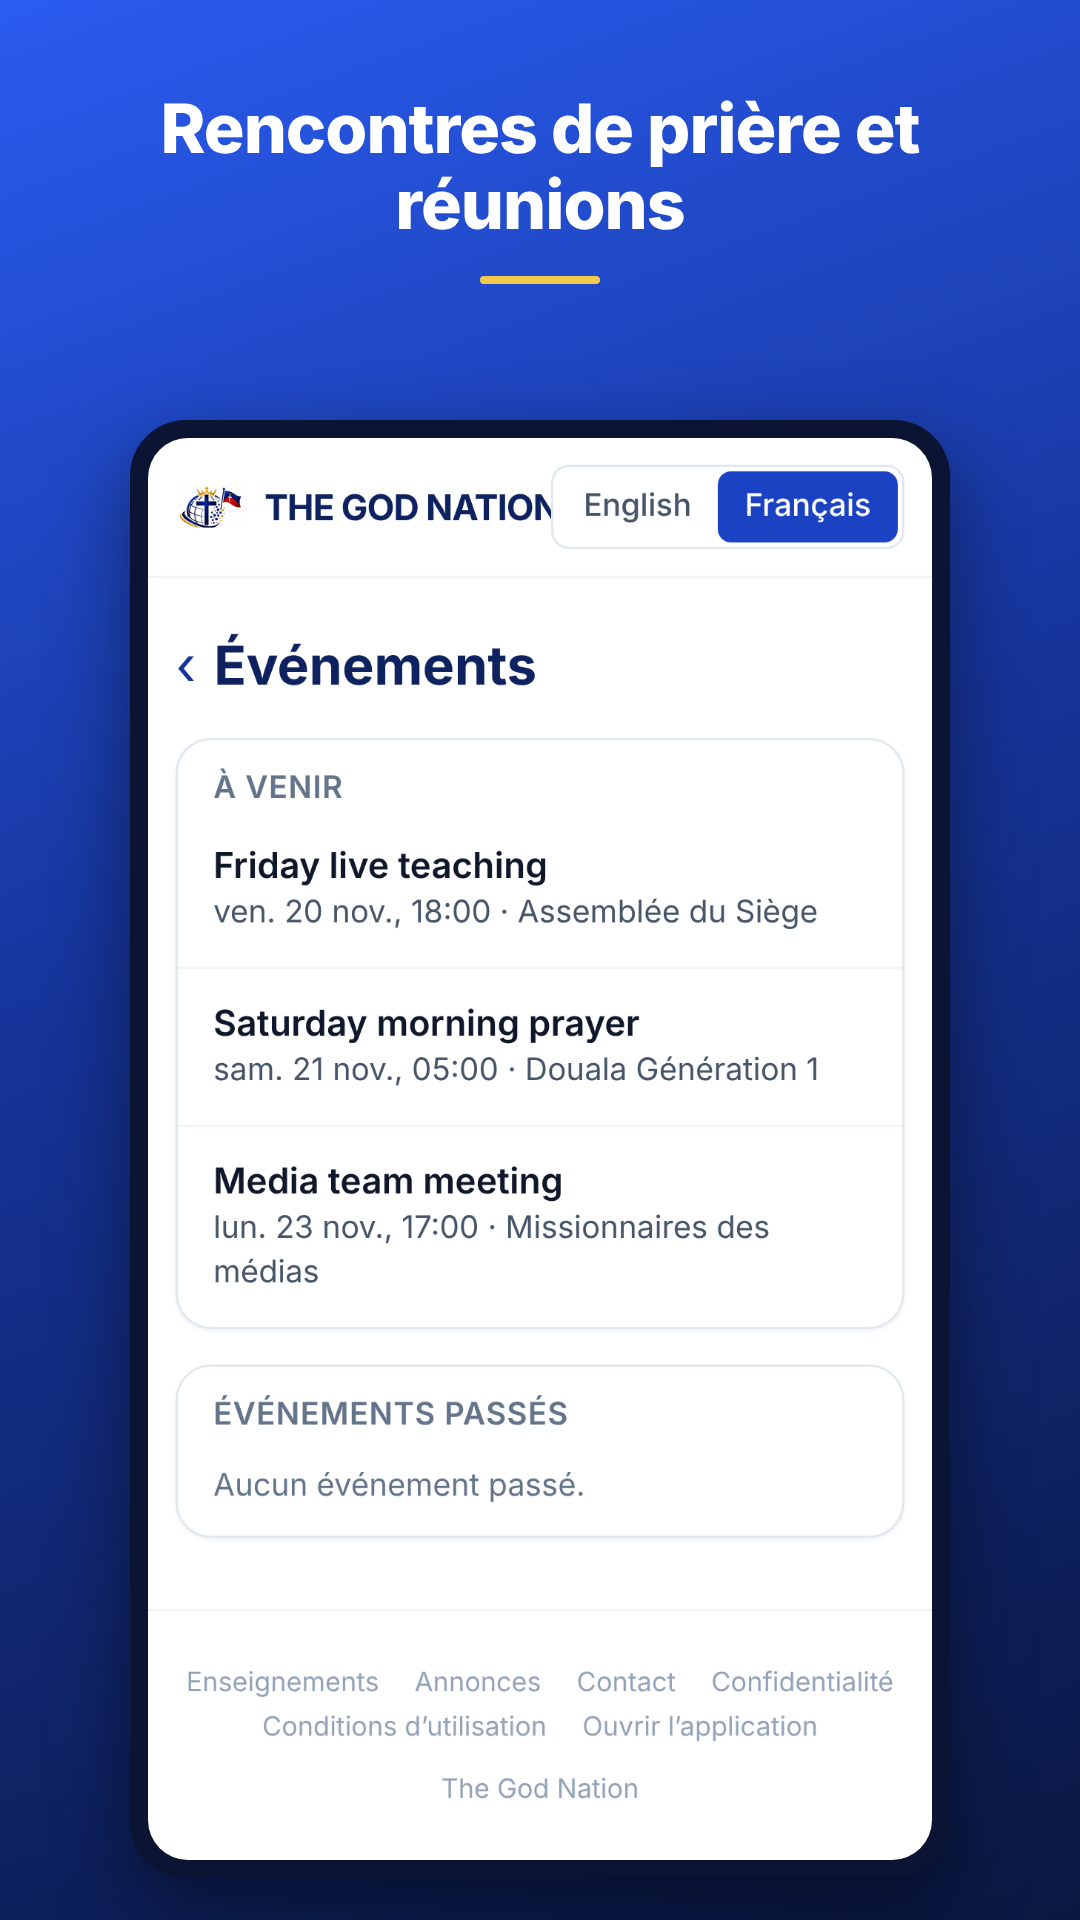 Rencontres de prière et
réunions
THE GOD NATION
English
Français
‹ Événements
À VENIR
Friday live teaching
ven. 20 nov., 18:00 · Assemblée du Siège
Saturday morning prayer
sam. 21 nov., 05:00 · Douala Génération 1
Media team meeting
lun. 23 nov., 17:00 · Missionnaires des
médias
ÉVÉNEMENTS PASSÉS
Aucun événement passé.
Enseignements Annonces Contact Confidentialité
Conditions d’utilisation Ouvrir l’application
The God Nation